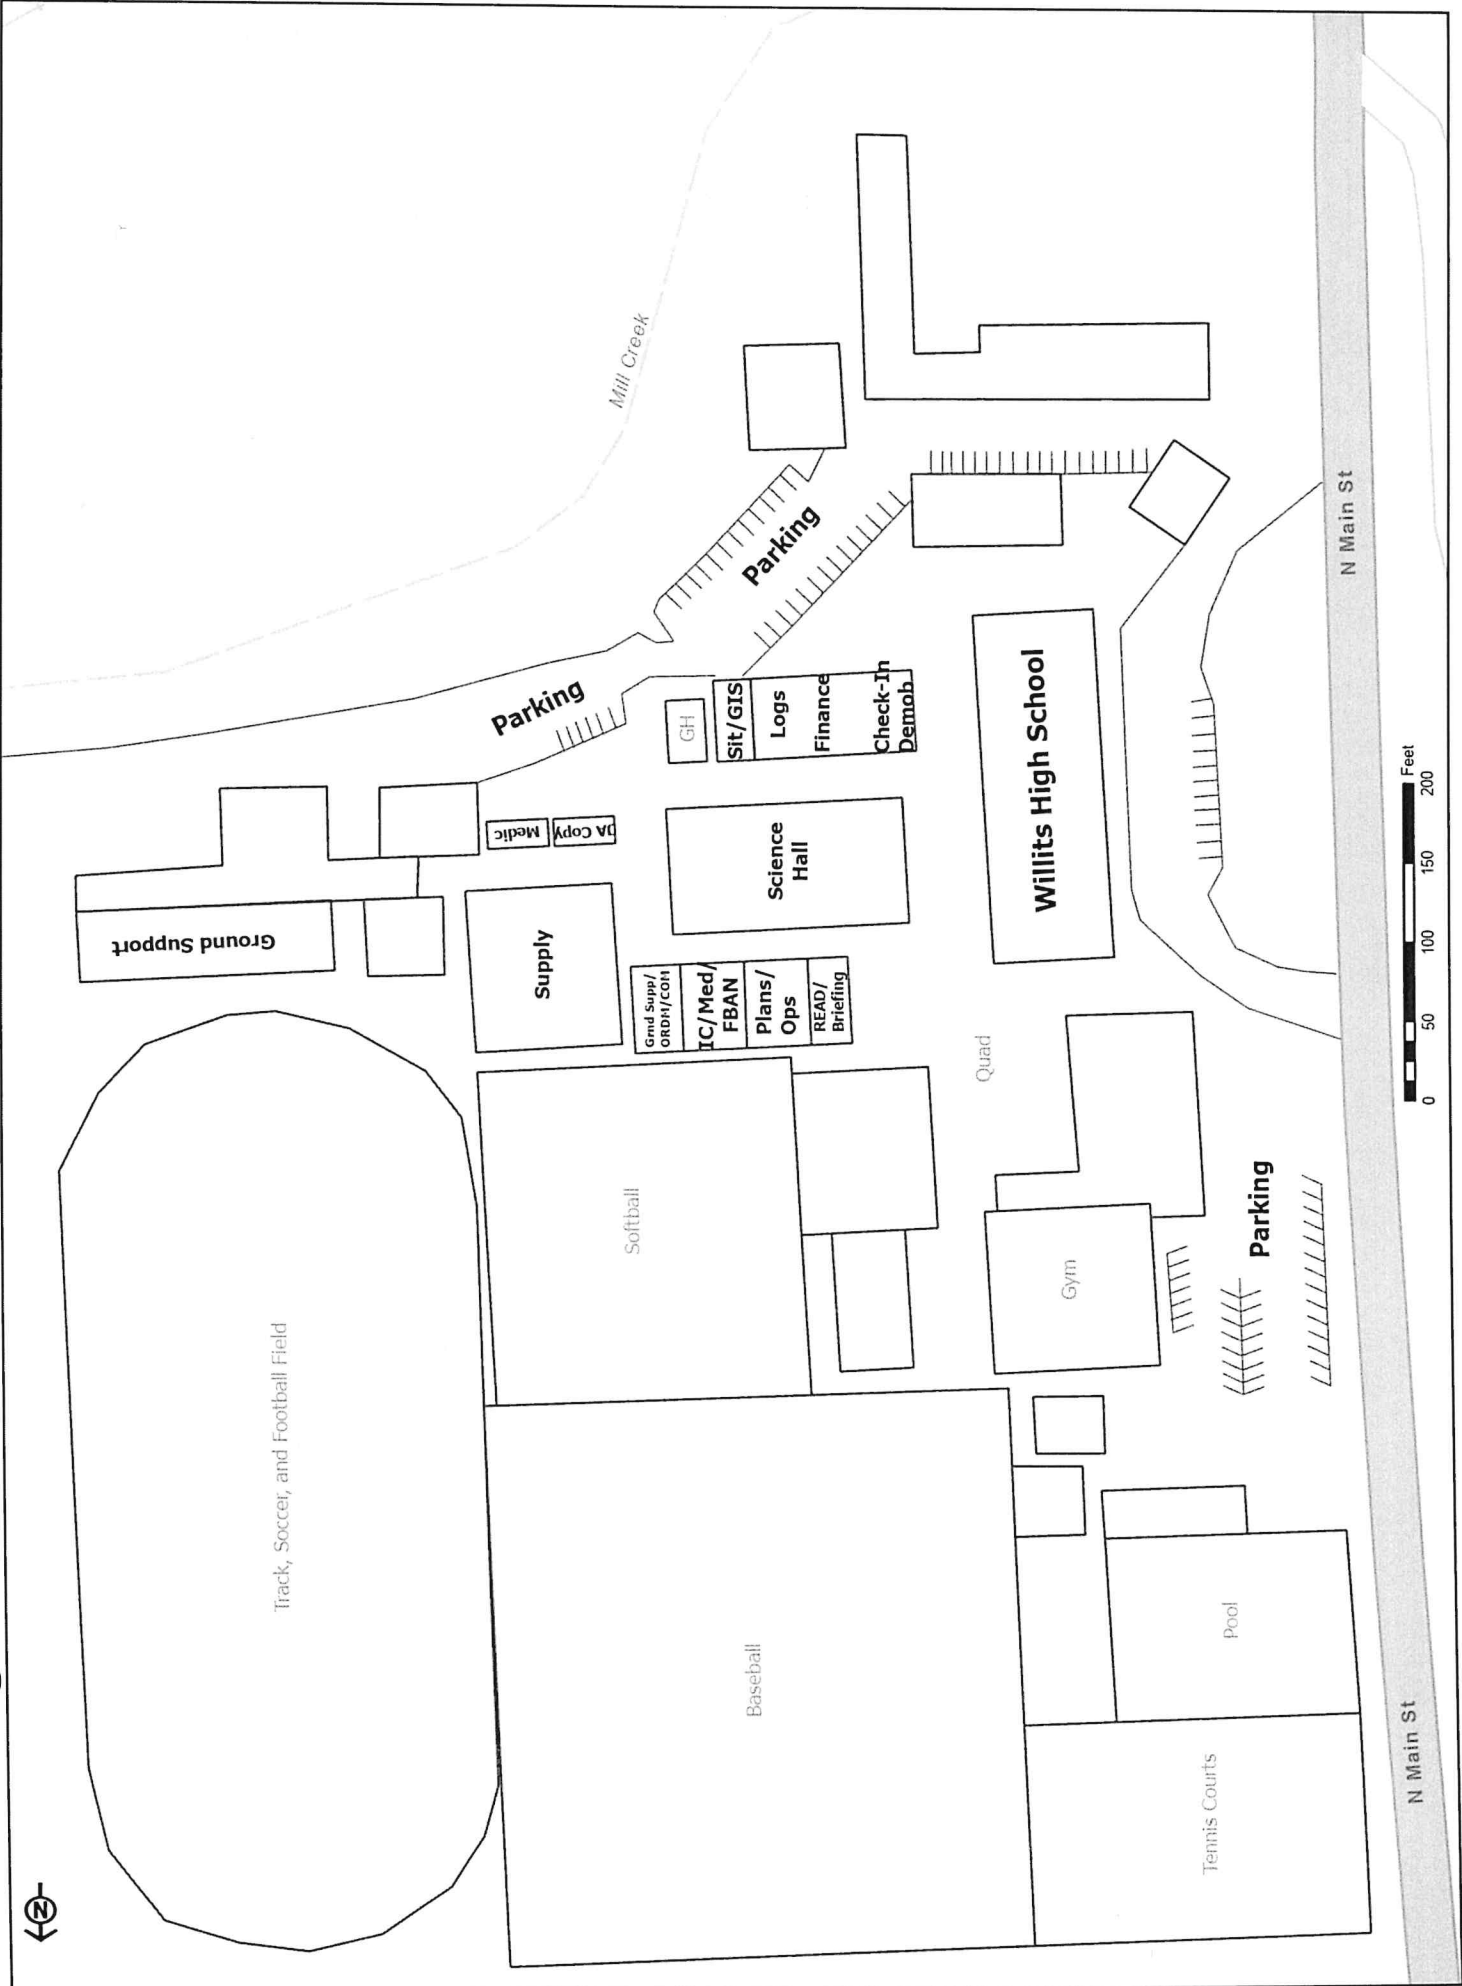 N
Track, Soccer, and Football Field
Baseball
Tennis Courts
Pool
Softball
Gym
Parking
Quad
Ground Support
Supply
Medic
Grnd Supp/
ORDM/COM
IC/Med/
FBAN
Plans/
Ops
READ/
Briefing
Science
Hall
GH
Sit/GIS
Logs
Finance
Check-In
Demob
Parking
Parking
Mill Creek
Willits High School
N Main St
N Main St
0
50
100
150
200
Feet